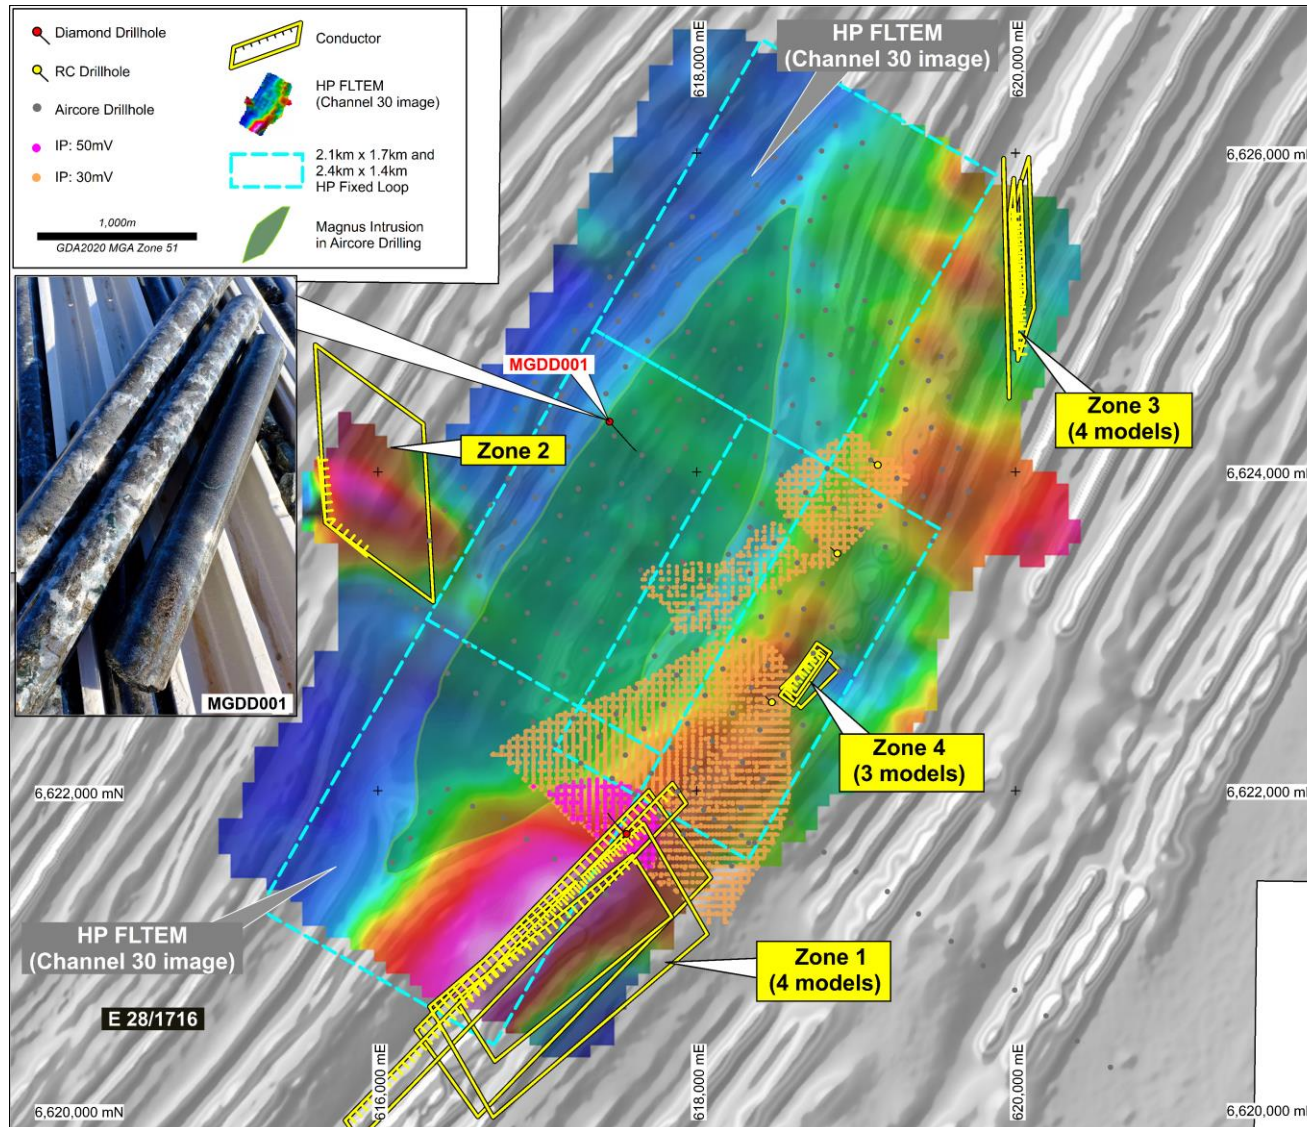 Diamond Drillhole
RC Drillhole
Aircore Drillhole
IP: 50mV
IP: 30mV
1,000m
GDA2020 MGA Zone 51
Conductor
HP FLTEM
(Channel 30 image)
2.1km x 1.7km and
2.4km x 1.4km
HP Fixed Loop
Magnus Intrusion
in Aircore Drilling
HP FLTEM
(Channel 30 image)
618,000 mE
620,000 mE
6,626,000 m
MGDD001
Zone 3
(4 models)
Zone 2
6,624,000 m
MGDD001
Zone 4
(3 models)
6,622,000 mN
6,622,000 m
HP FLTEM
(Channel 30 image)
Zone 1
(4 models)
E 28/1716
616,000 mE
618,000 mE
620,000 mE
6,620,000 mN
6,620,000 m